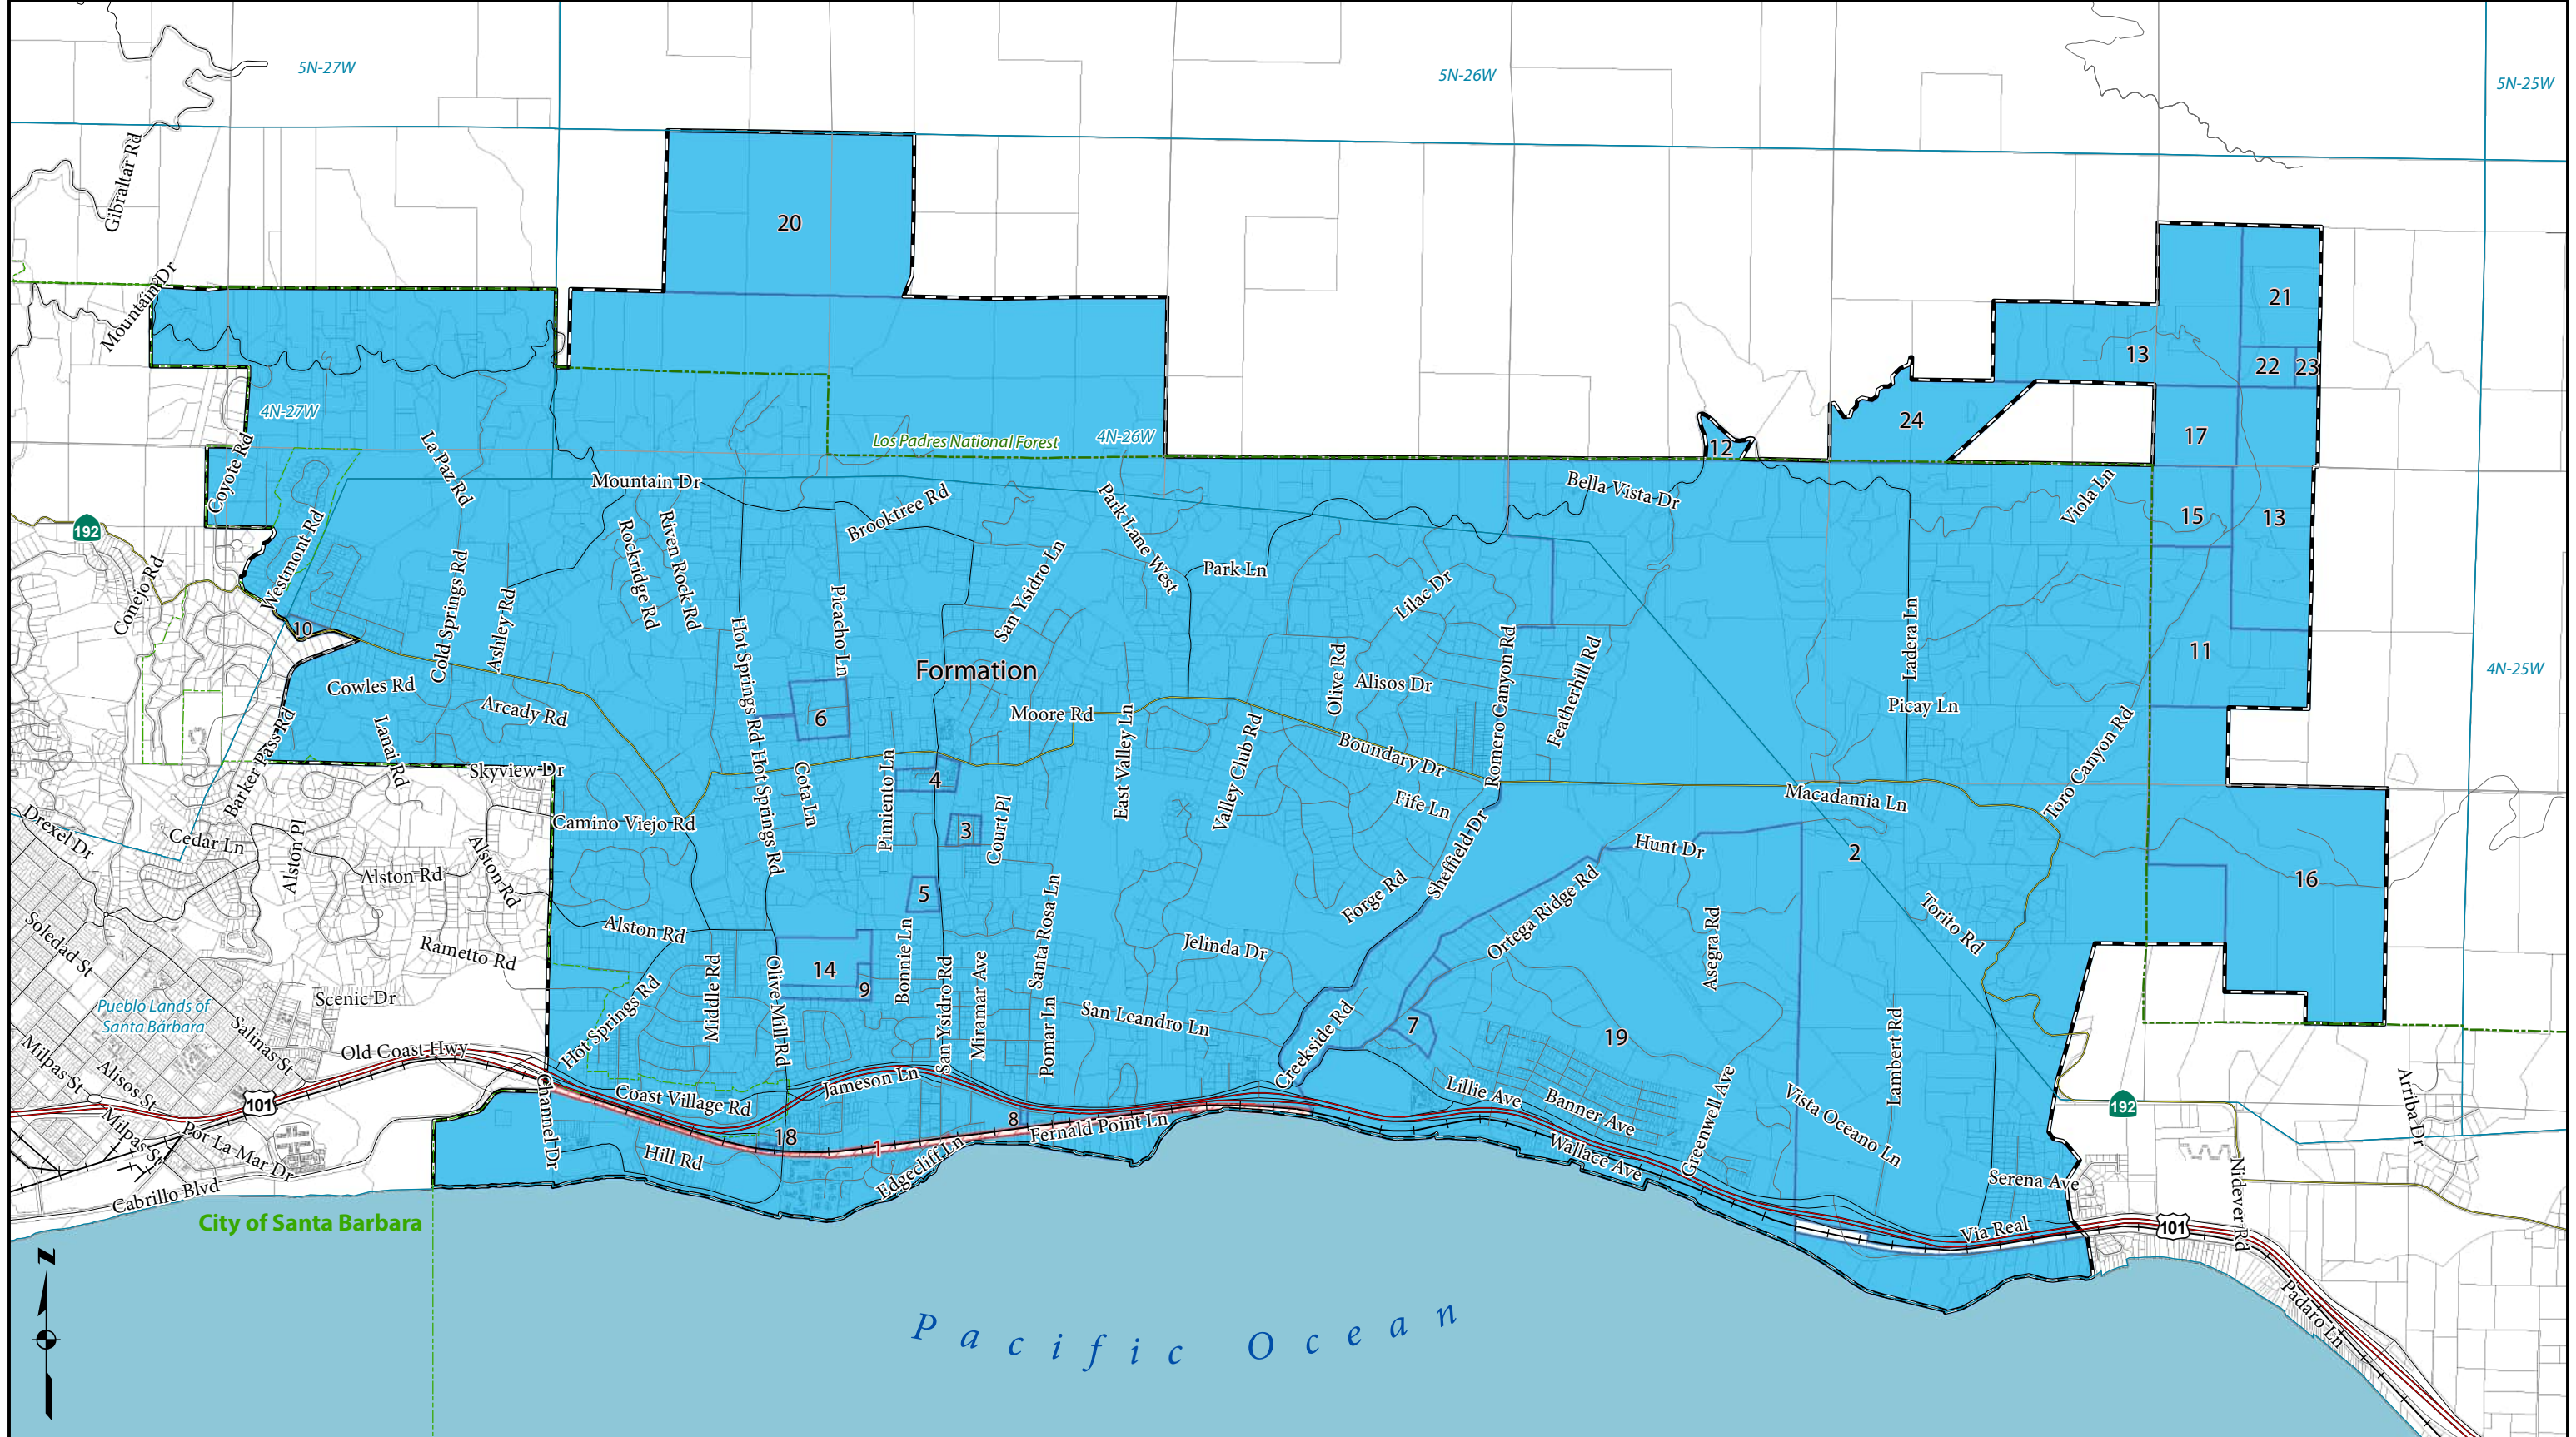 5N-27W
5N-26W
5N-25W
Gibraltar Rd
20
Mountain Dr
21
13
22
23
4N-27W
24
17
Los Padres National Forest
4N-26W
12
Coyote Rd
La Paz Rd
Mountain Dr
Brooktree Rd
Park Lane West
Bella Vista Dr
Viola Ln
15
13
192
Westmont Rd
Rockridge Rd
Riven Rock Rd
San Ysidro Ln
Park Ln
Lilac Dr
Conejo Rd
Cold Springs Rd
Ashley Rd
Picacho Ln
10
Hot Springs Rd
Formation
Olive Rd
Alisos Dr
Romero Canyon Rd
Featherhill Rd
Ladera Ln
11
4N-25W
Cowles Rd
Arcady Rd
Lanai Rd
6
Moore Rd
East Valley Ln
Valley Club Rd
Boundary Dr
Picay Ln
Toro Canyon Rd
Barker Pass Rd
Skyview Dr
Hot Springs Rd
Cota Ln
Pimiento Ln
4
Fife Ln
Macadamia Ln
Drexel Dr
Cedar Ln
Camino Viejo Rd
3
Court Pl
Sheffield Dr
Hunt Dr
2
Alston Pl
Alston Rd
Alston Rd
5
Forge Rd
Ortega Ridge Rd
16
Soledad St
Rametto Rd
Alston Rd
Middle Rd
Olive Mill Rd
14
9
Bonnie Ln
San Ysidro Rd
Miramar Ave
Santa Rosa Ln
Jelinda Dr
Asegra Rd
Torito Rd
Pueblo Lands of
Santa Bárbara
Scenic Dr
Salinas St
Hot Springs Rd
Pomar Ln
San Leandro Ln
Creekside Rd
7
19
Lambert Rd
Milpas St
Alisos St
Old Coast Hwy
101
Channel Dr
Coast Village Rd
Jameson Ln
Lillie Ave
Banner Ave
Greenwell Ave
Vista Oceano Ln
192
Arriba Dr
Milpas St
Por La Mar Dr
Hill Rd
18
1
8
Fernald Point Ln
Edgecliff Ln
Wallace Ave
Serena Ave
Nidever Rd
Cabrillo Blvd
City of Santa Barbara
Via Real
101
Padaro Ln
N
Pacific Ocean